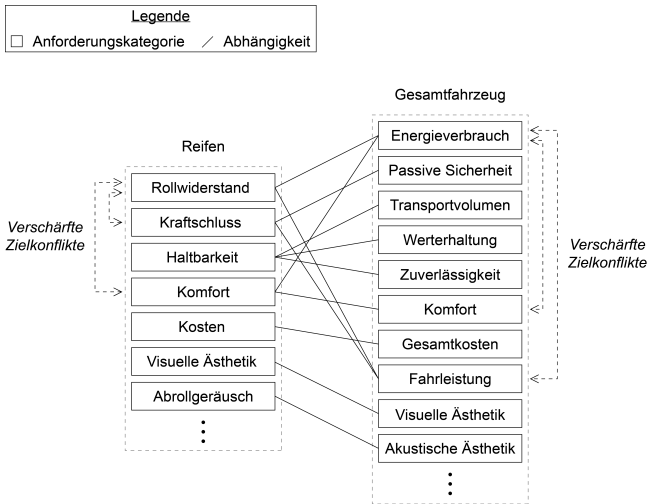 Legende
Anforderungskategorie
Abhängigkeit
Reifen
Rollwiderstand
Kraftschluss
Haltbarkeit
Komfort
Kosten
Visuelle Ästhetik
Abrollgeräusch
Verschärfte
Zielkonflikte
Gesamtfahrzeug
Energieverbrauch
Passive Sicherheit
Transportvolumen
Werterhaltung
Zuverlässigkeit
Komfort
Gesamtkosten
Fahrleistung
Visuelle Ästhetik
Akustische Ästhetik
Verschärfte
Zielkonflikte